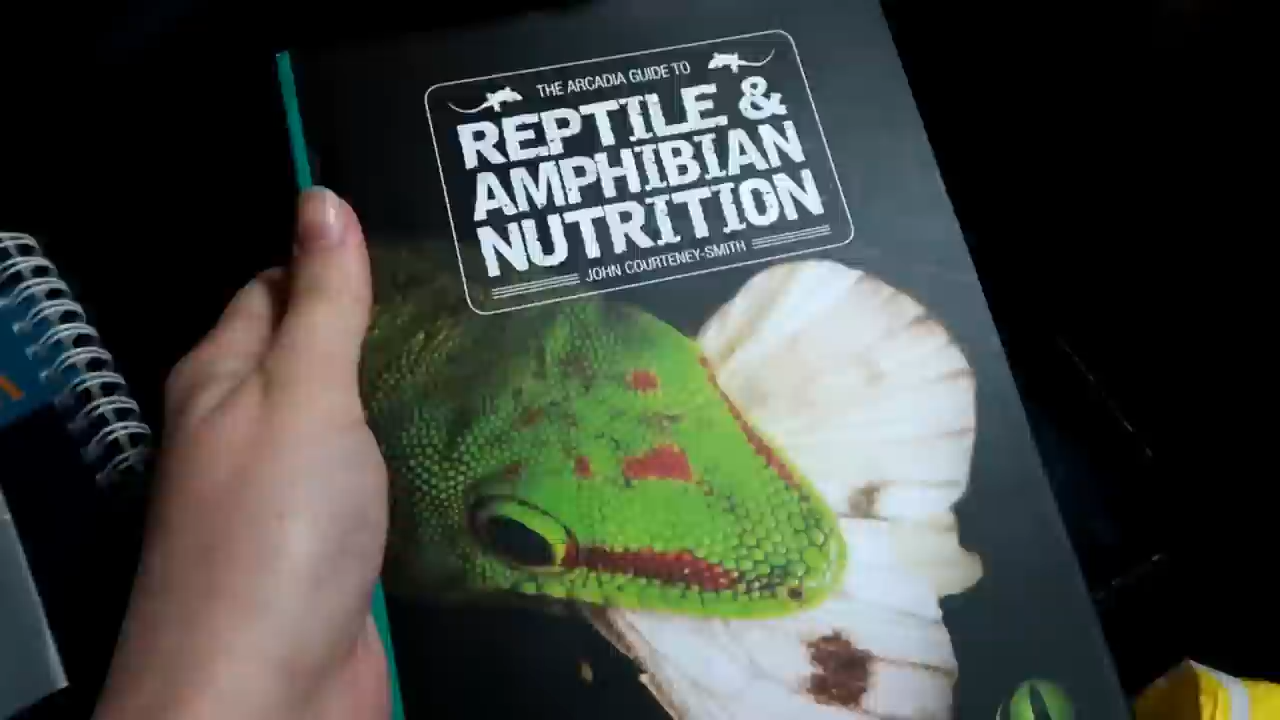 THE ARCADIA GUIDE TO
REPTILE &
AMPHIBIAN
NUTRITION
JOHN COURTENEY-SMITH